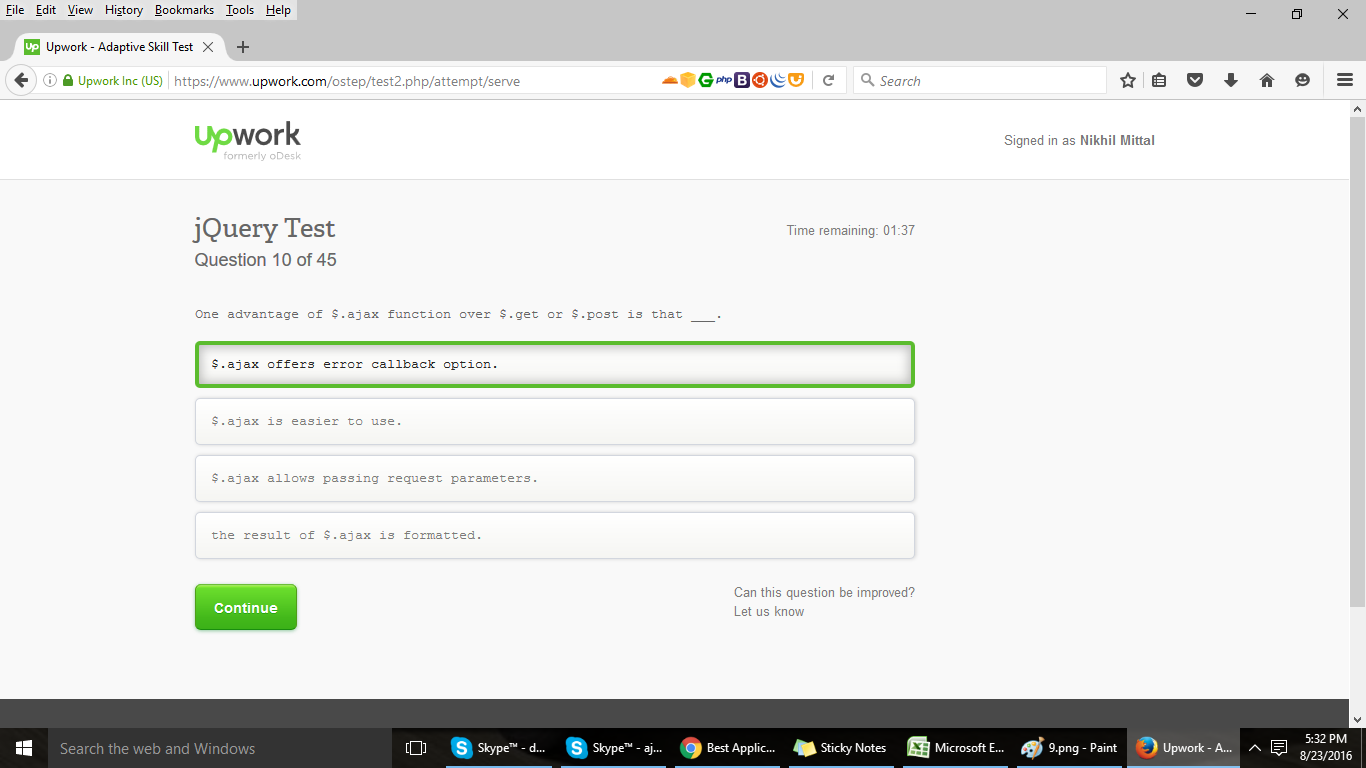 File Edit View History Bookmarks Tools Help
Up Upwork - Adaptive Skill Test
Upwork Inc (US) https://www.upwork.com/ostep/test2.php/attempt/serve php B Search
upwork
formerly oDesk
Signed in as Nikhil Mittal
jQuery Test
Time remaining: 01:37
Question 10 of 45
One advantage of $.ajax function over $.get or $.post is that ___.
$.ajax offers error callback option.
$.ajax is easier to use.
$.ajax allows passing request parameters.
the result of $.ajax is formatted.
Continue
Can this question be improved?
Let us know
Search the web and Windows
Skype™ - d...
Skype™ - aj...
Best Applic...
Sticky Notes
Microsoft E...
9.png - Paint
Upwork - A...
5:32 PM
8/23/2016